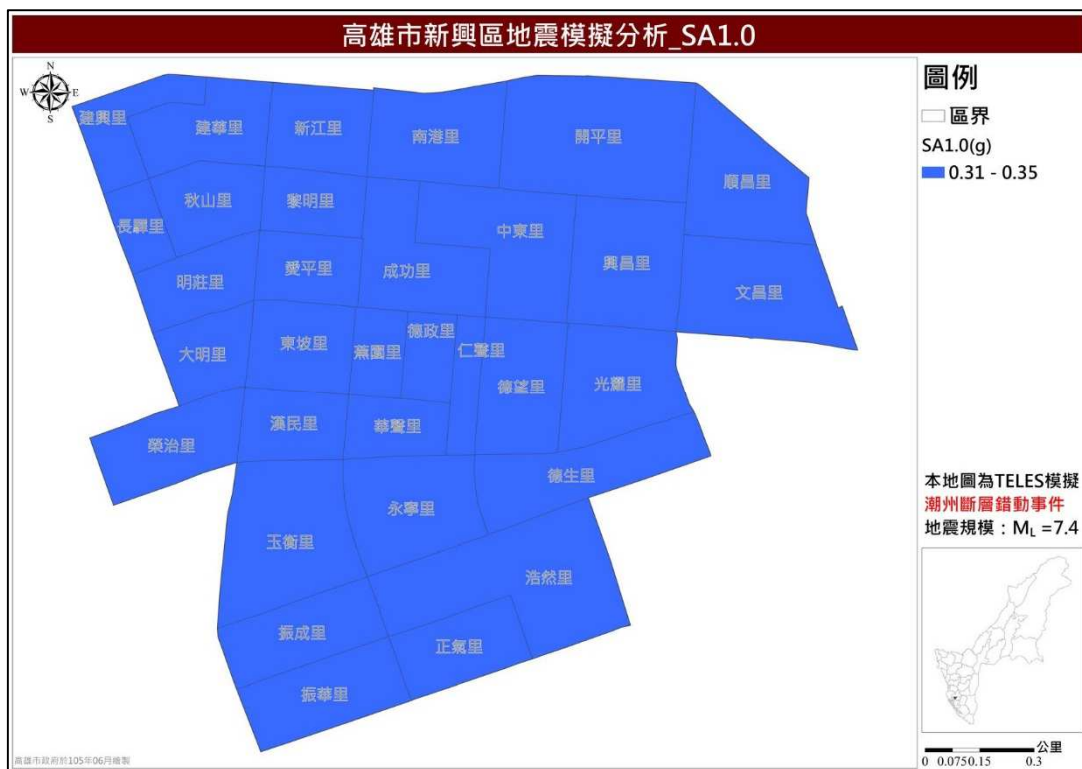 高雄市新興區地震模擬分析_SA1.0
N
W
E
S
圖例
區界
SA1.0(g)
0.31 - 0.35
建興里
建華里
新江里
南港里
開平里
順昌里
秋山里
黎明里
長驛里
中東里
明莊里
愛平里
成功里
興昌里
文昌里
大明里
東坡里
蕉園里
德政里
仁聲里
德望里
光耀里
榮治里
漢民里
華聲里
德生里
玉衡里
永寧里
浩然里
振成里
正氣里
振華里
本地圖為TELES模擬
潮州斷層錯動事件
地震規模：ML =7.4
公里
0 0.075 0.15 0.3
高雄市政府於105年06月繪製